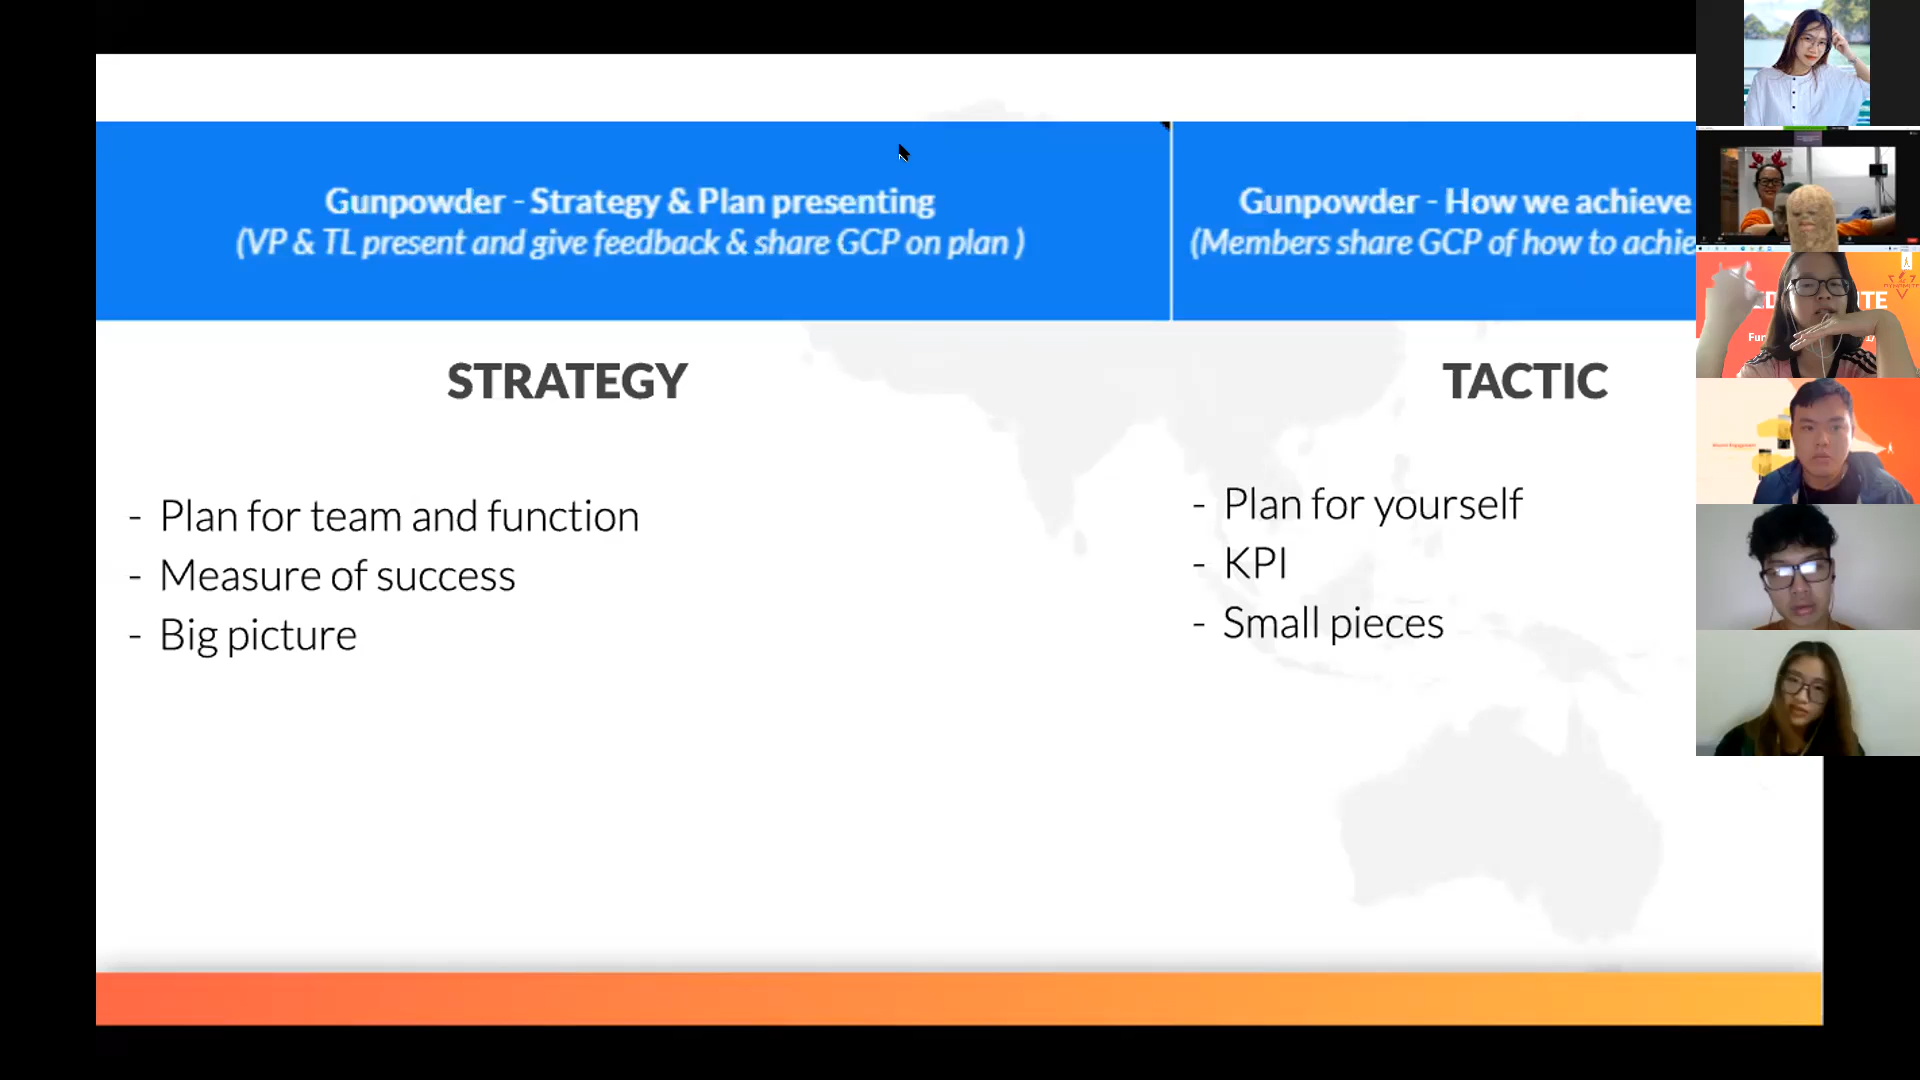 Gunpowder - Strategy & Plan presenting
(VP & TL present and give feedback & share GCP on plan )
Gunpowder - How we achieve
(Members share GCP of how to achie
STRATEGY
- Plan for team and function
- Measure of success
- Big picture
TACTIC
- Plan for yourself
- KPI
- Small pieces